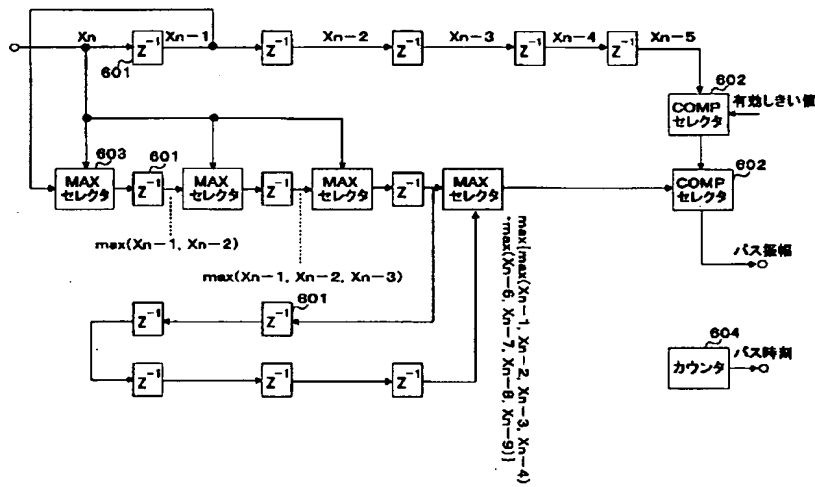 Xn
Z⁻¹
601
Xn−1
Z⁻¹
Xn−2
Z⁻¹
Xn−3
Z⁻¹
Xn−4
Z⁻¹
Xn−5
602
COMP
セレクタ
有効しきい値
603
MAX
セレクタ
601
Z⁻¹
MAX
セレクタ
Z⁻¹
MAX
セレクタ
Z⁻¹
MAX
セレクタ
602
COMP
セレクタ
max(Xn−1, Xn−2)
max(Xn−1, Xn−2, Xn−3)
パス振幅
max{max(Xn−1, Xn−2, Xn−3, Xn−4)
・max(Xn−6, Xn−7, Xn−8, Xn−9)}
Z⁻¹
601
Z⁻¹
Z⁻¹
Z⁻¹
Z⁻¹
604
カウンタ
パス時刻